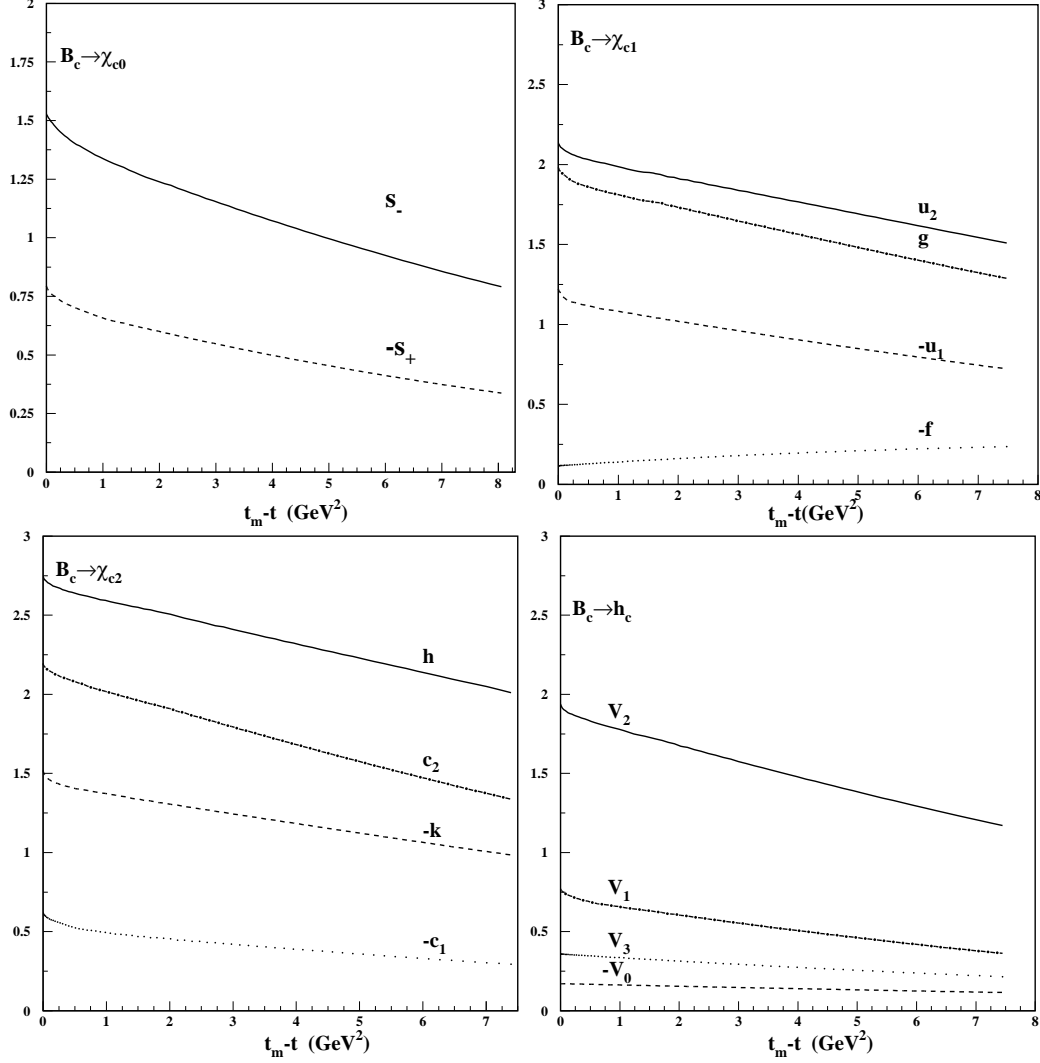 B_c→χ_c0
2
1.75
1.5
1.25
1
0.75
0.5
0.25
0
S_-
-S_+
0 1 2 3 4 5 6 7 8
t_m-t (GeV^2)
B_c→χ_c1
3
2.5
2
1.5
1
0.5
0
u_2
g
-u_1
-f
0 1 2 3 4 5 6 7 8
t_m-t(GeV^2)
B_c→χ_c2
3
2.5
2
1.5
1
0.5
0
h
c_2
-k
-c_1
0 1 2 3 4 5 6 7
t_m-t (GeV^2)
B_c→h_c
3
2.5
2
1.5
1
0.5
0
V_2
V_1
V_3
-V_0
0 1 2 3 4 5 6 7 8
t_m-t (GeV^2)